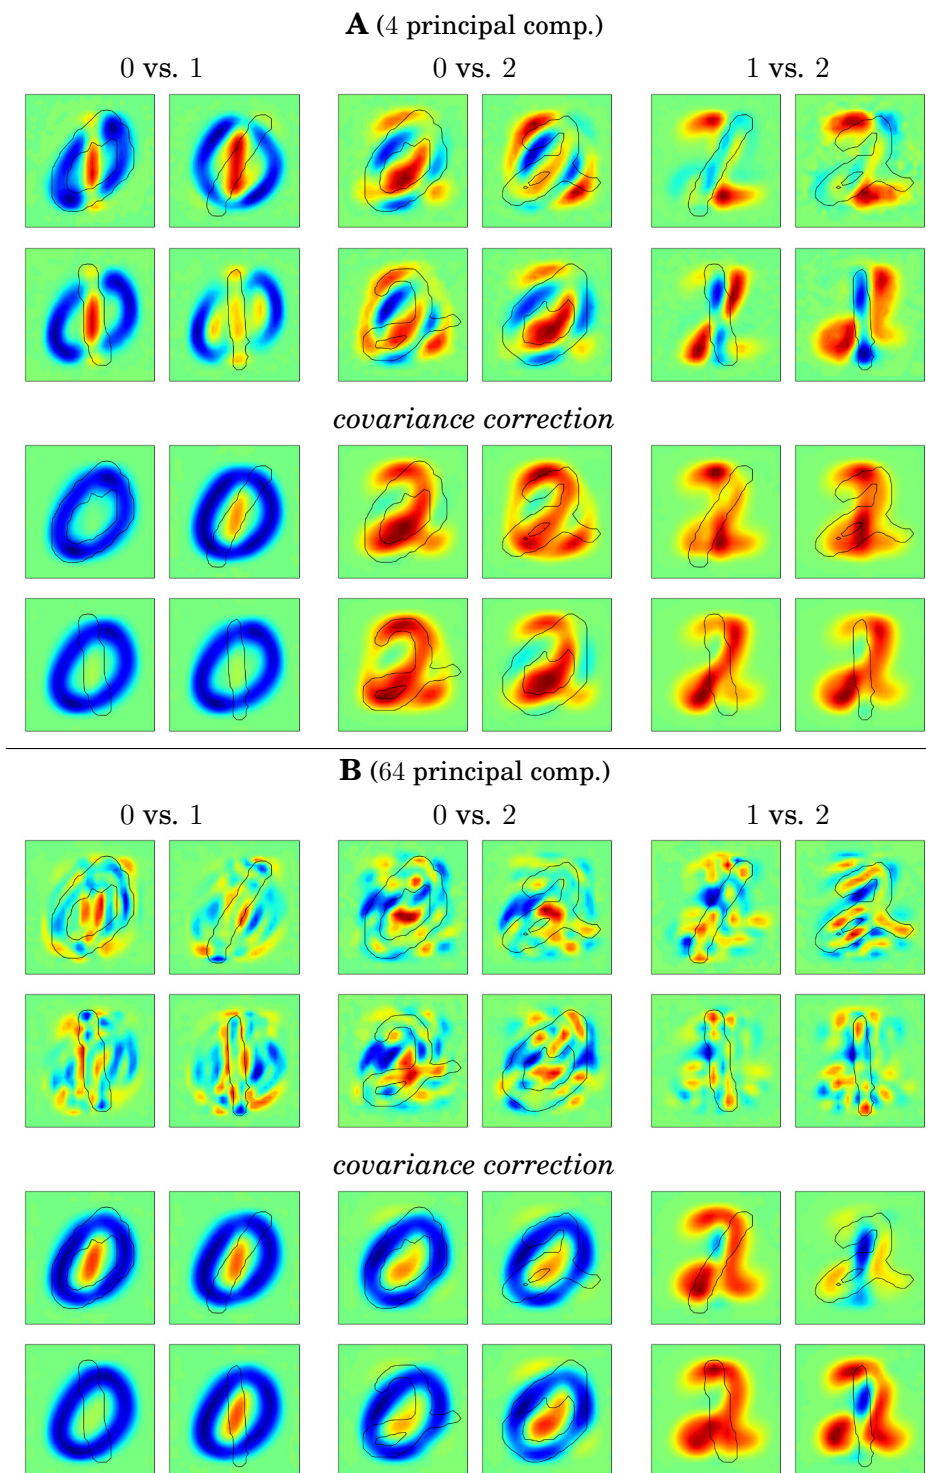 A (4 principal comp.)
0 vs. 1 0 vs. 2 1 vs. 2
covariance correction
B (64 principal comp.)
0 vs. 1 0 vs. 2 1 vs. 2
covariance correction